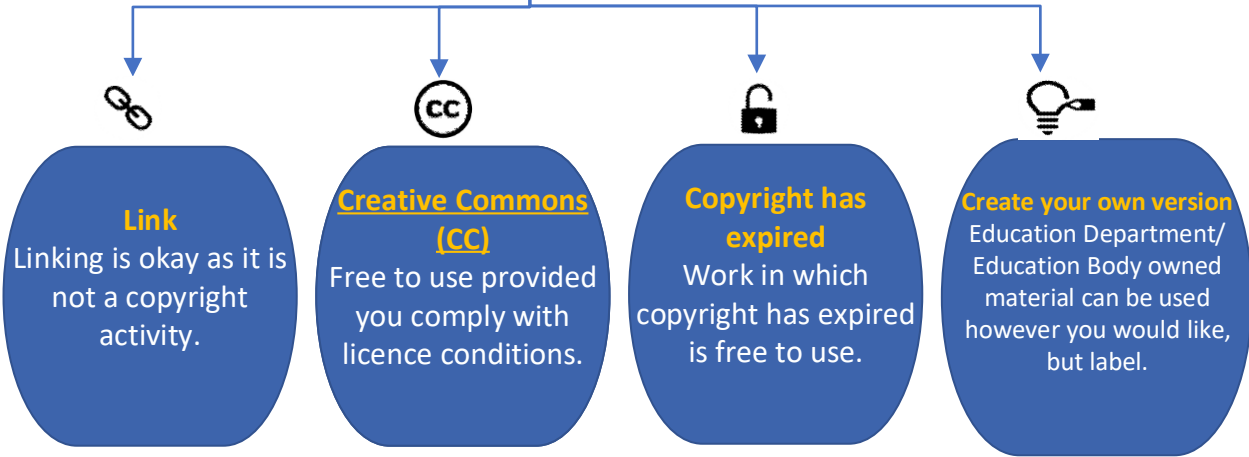 CC
Link
Linking is okay as it is
not a copyright
activity.
Creative Commons
(CC)
Free to use provided
you comply with
licence conditions.
Copyright has
expired
Work in which
copyright has expired
is free to use.
Create your own version
Education Department/
Education Body owned
material can be used
however you would like,
but label.